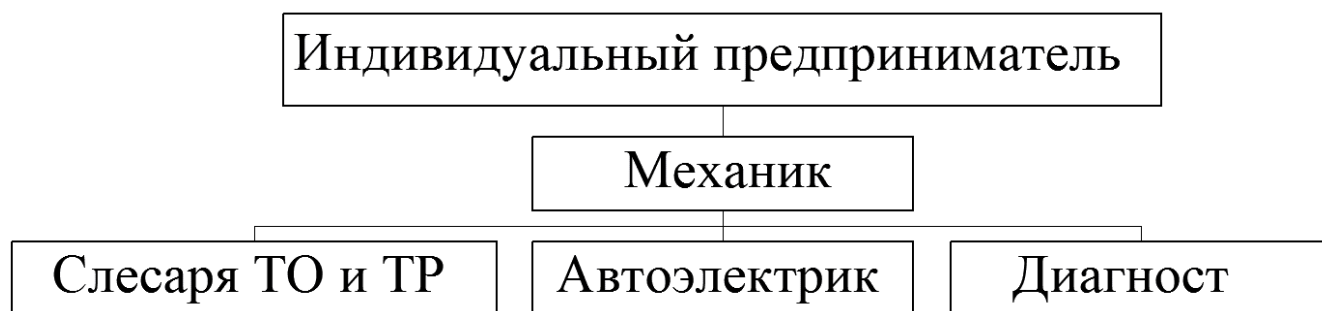 Индивидуальный предприниматель
Механик
Слесаря ТО и ТР
Автоэлектрик
Диагност